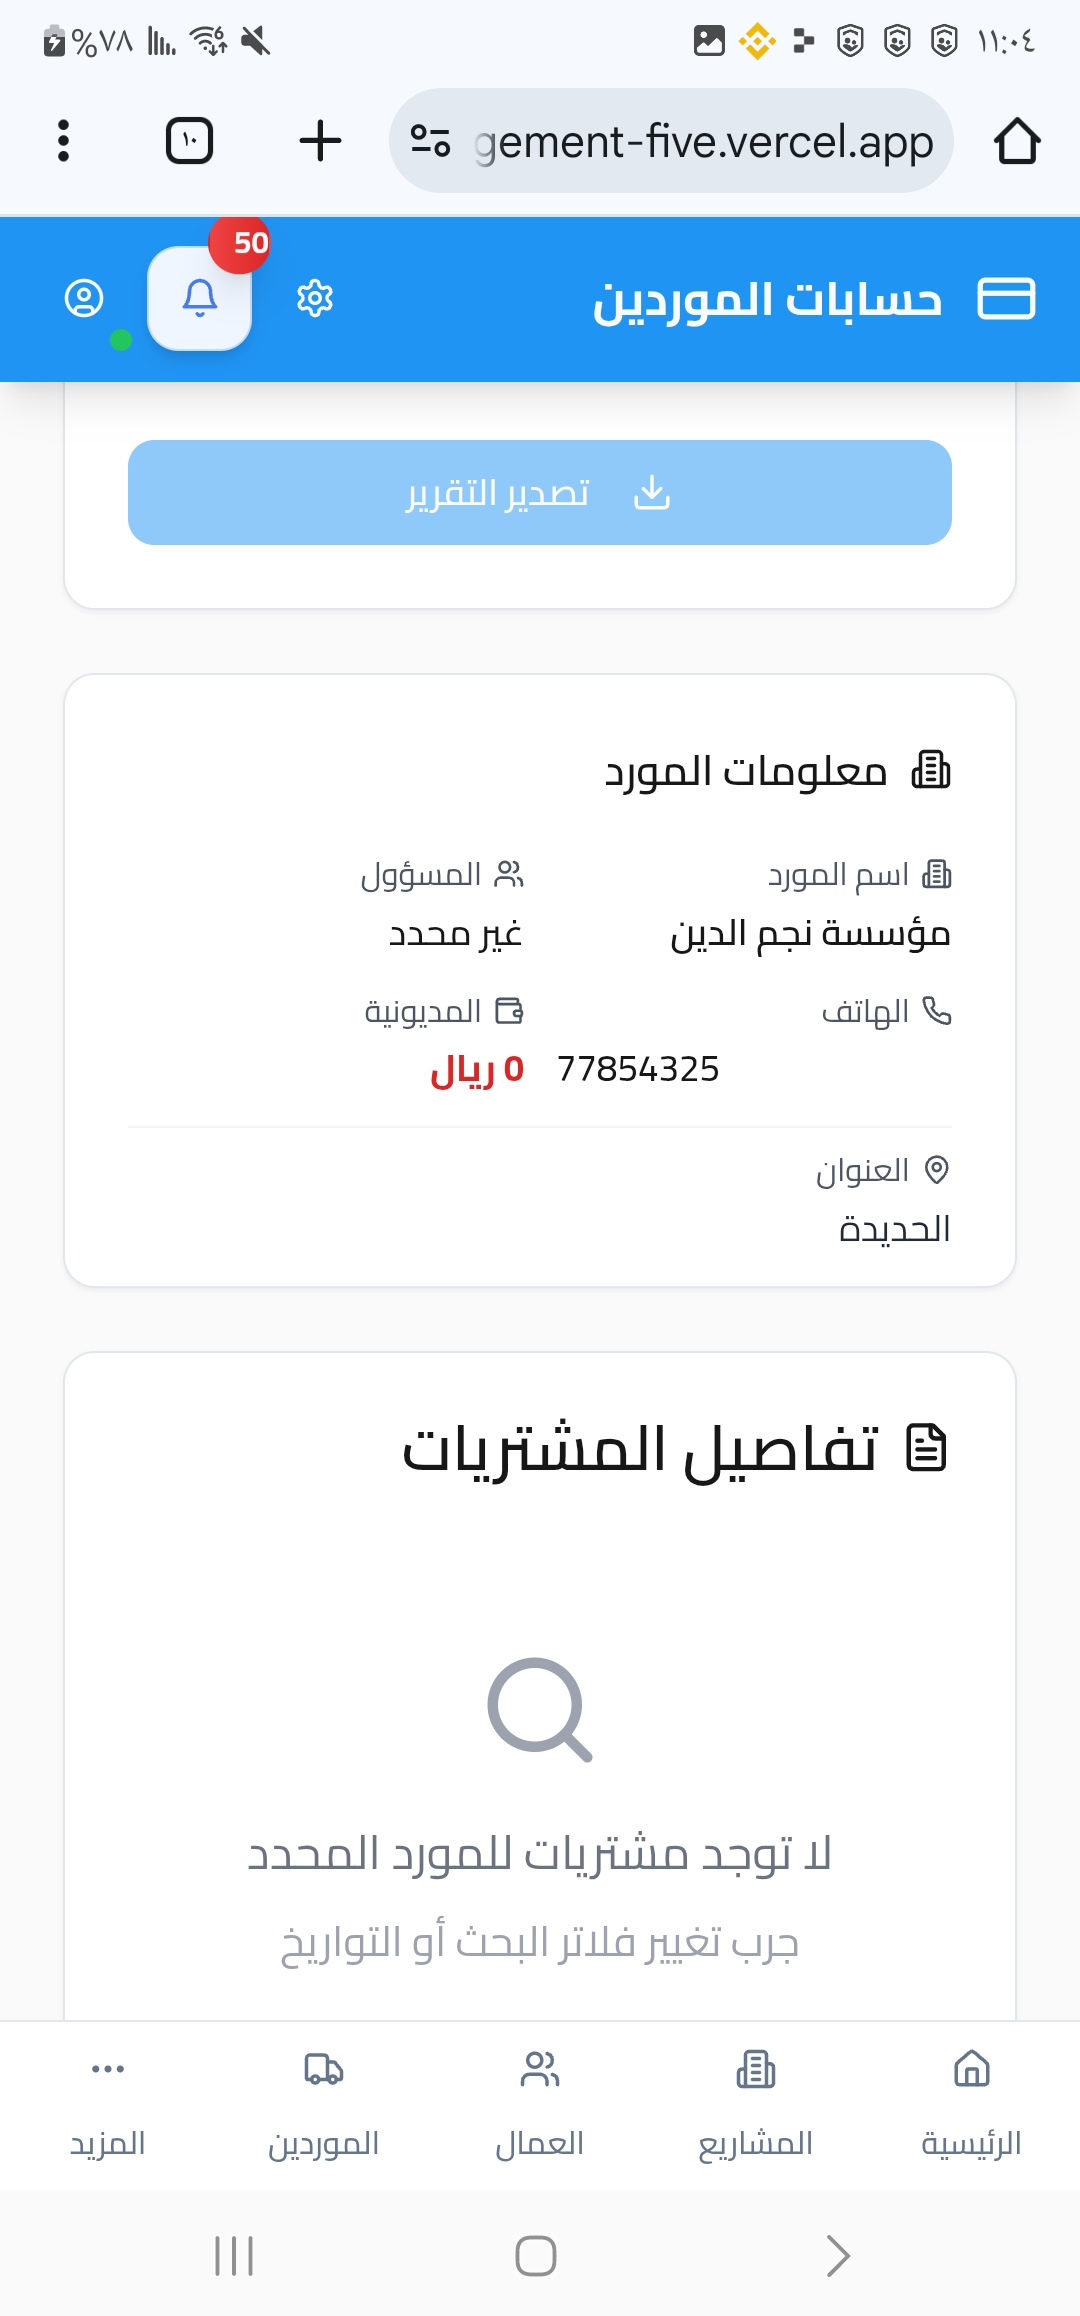 ١١:٠٤
%٧٨
١٠
gement-five.vercel.app
حسابات الموردين
50
تصدير التقرير
معلومات المورد
اسم المورد
المسؤول
مؤسسة نجم الدين
غير محدد
الهاتف
المديونية
77854325
0 ريال
العنوان
الحديدة
تفاصيل المشتريات
لا توجد مشتريات للمورد المحدد
جرب تغيير فلاتر البحث أو التواريخ
الرئيسية
المشاريع
العمال
الموردين
المزيد